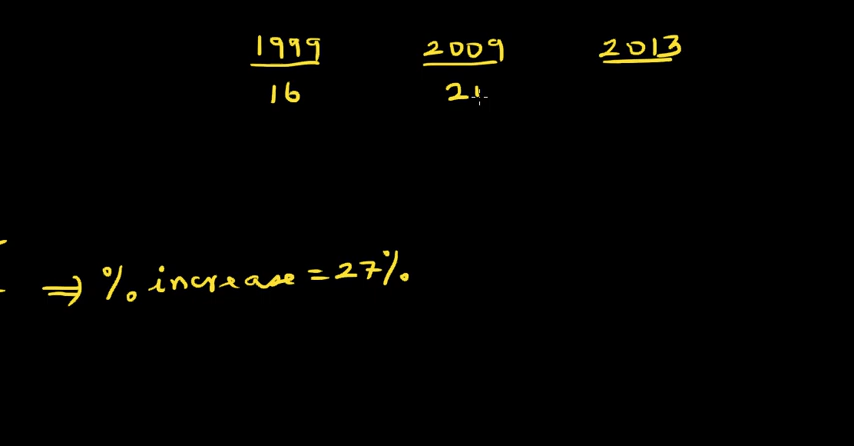 1999 2009 2013
16 21
⇒ % increase = 27%.